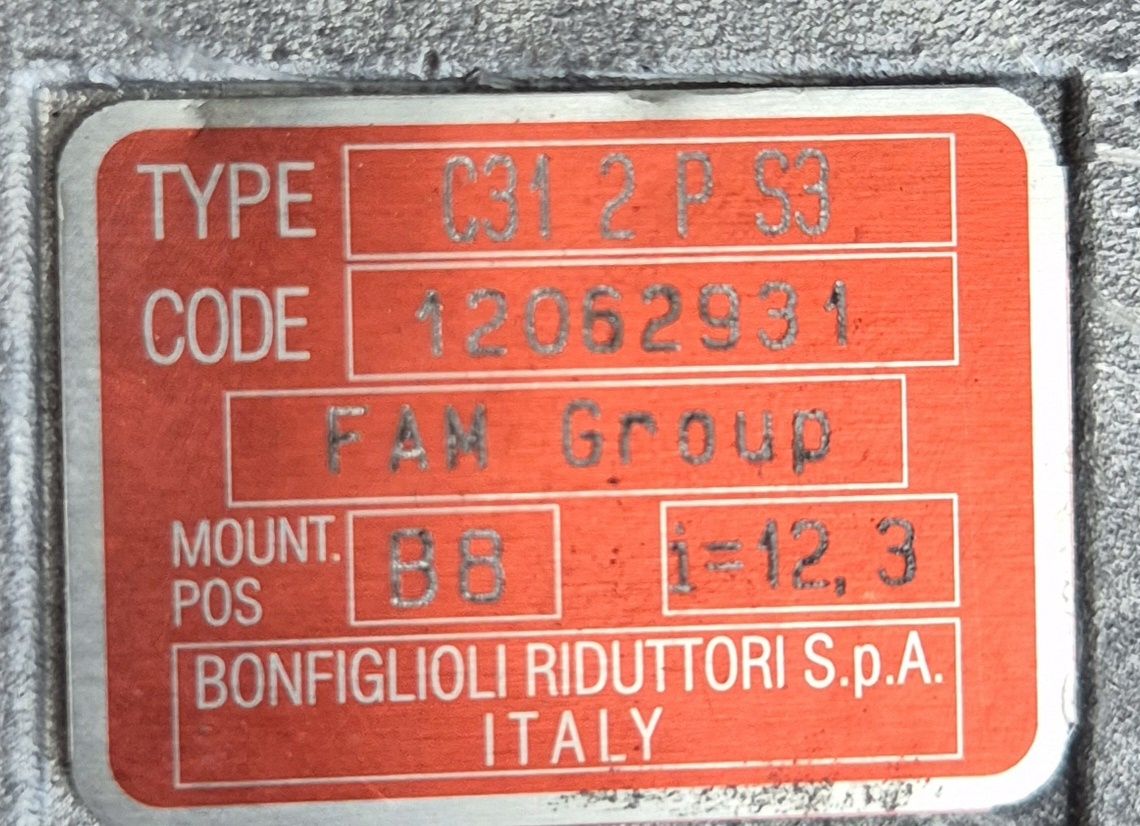 TYPE C31 2 P S3
CODE 12062931
FAM Group
MOUNT. POS B8 i=12,3
BONFIGLIOLI RIDUTTORI S.p.A.
ITALY